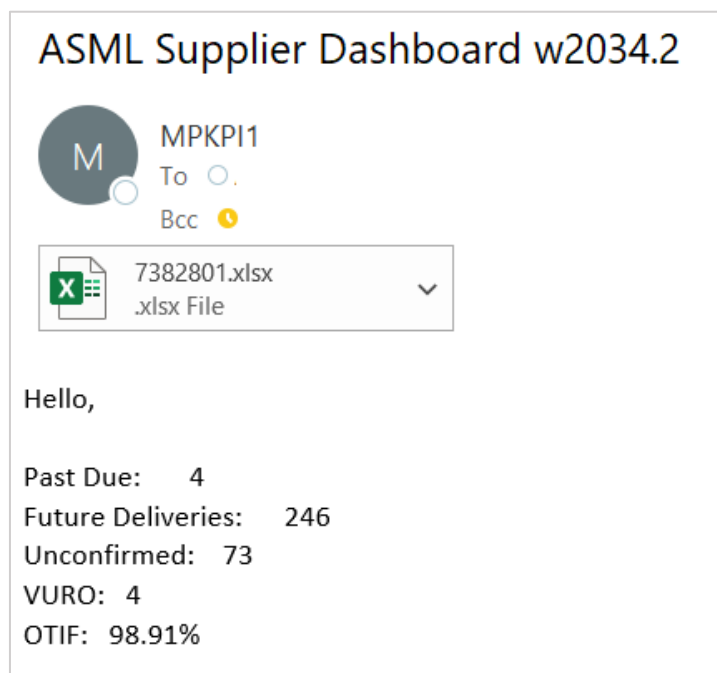 ASML Supplier Dashboard w2034.2
M
MPKPI1
To
Bcc
X
7382801.xlsx
.xlsx File
Hello,
Past Due: 4
Future Deliveries: 246
Unconfirmed: 73
VURO: 4
OTIF: 98.91%